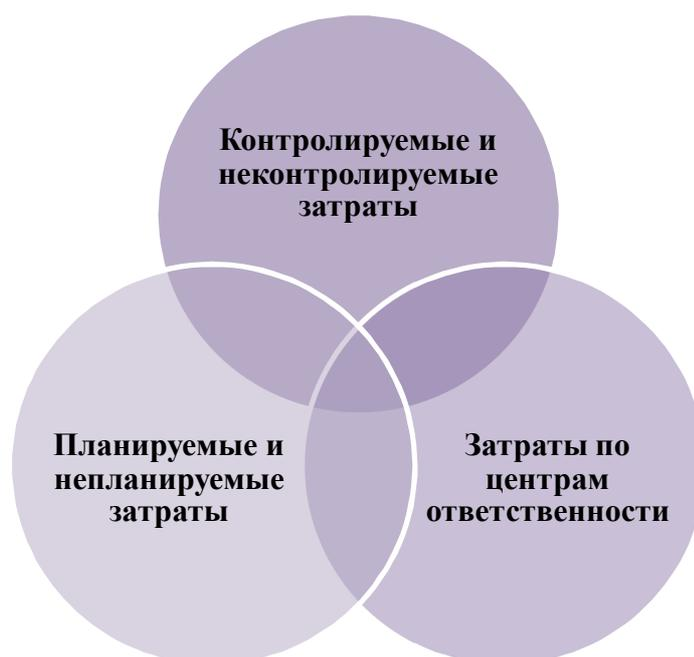 Контролируемые и
неконтролируемые
затраты
Планируемые и
непланируемые
затраты
Затраты по
центрам
ответственности